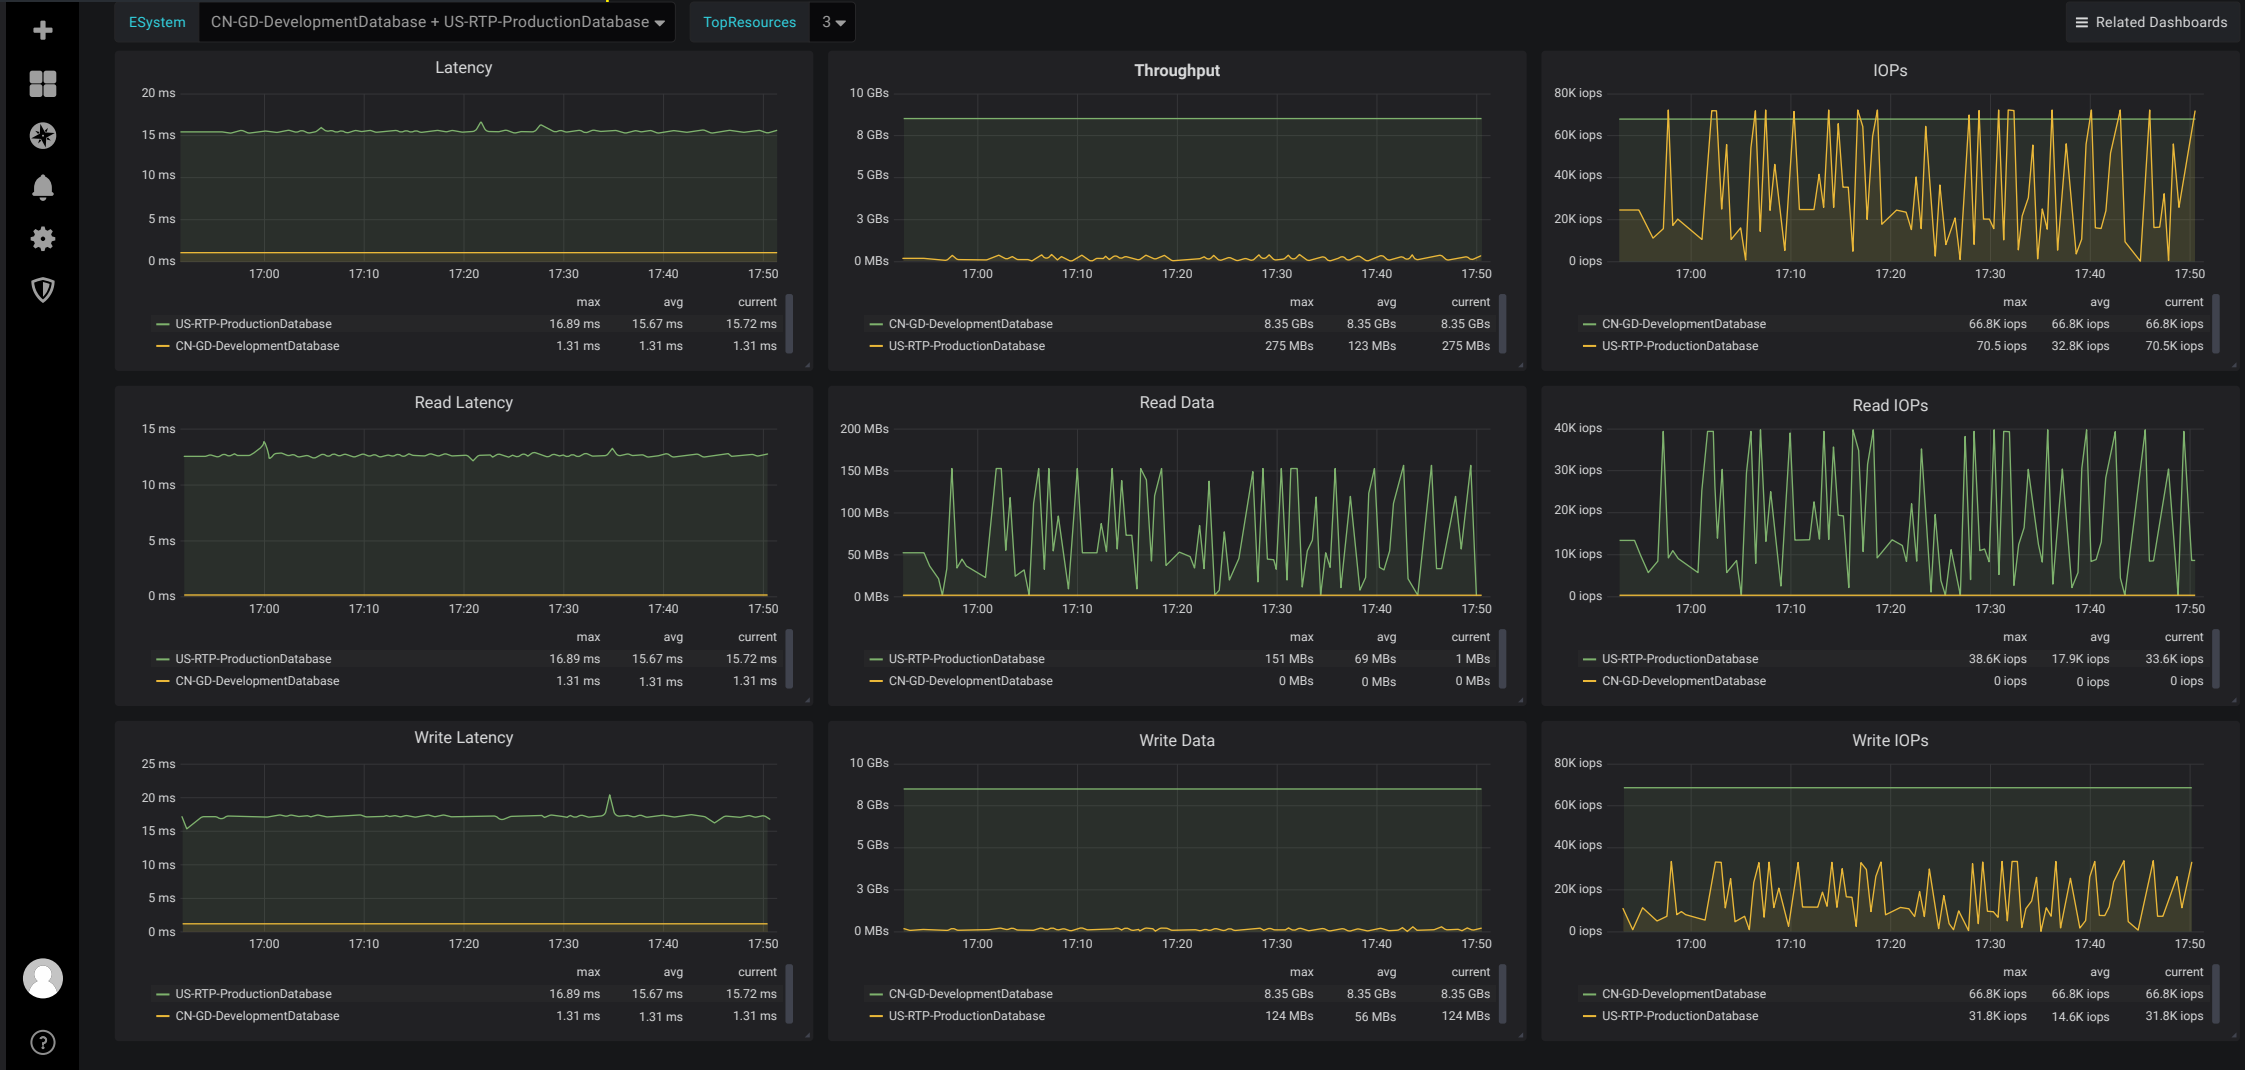 ESystem CN-GD-DevelopmentDatabase + US-RTP-ProductionDatabase TopResources 3 Related Dashboards
Latency
20 ms
15 ms
10 ms
5 ms
0 ms
17:00 17:10 17:20 17:30 17:40 17:50
max avg current
US-RTP-ProductionDatabase 16.89 ms 15.67 ms 15.72 ms
CN-GD-DevelopmentDatabase 1.31 ms 1.31 ms 1.31 ms
Throughput
10 GBs
8 GBs
5 GBs
3 GBs
0 MBs
17:00 17:10 17:20 17:30 17:40 17:50
max avg current
CN-GD-DevelopmentDatabase 8.35 GBs 8.35 GBs 8.35 GBs
US-RTP-ProductionDatabase 275 MBs 123 MBs 275 MBs
IOPs
80K iops
60K iops
40K iops
20K iops
0 iops
17:00 17:10 17:20 17:30 17:40 17:50
max avg current
CN-GD-DevelopmentDatabase 66.8K iops 66.8K iops 66.8K iops
US-RTP-ProductionDatabase 70.5 iops 32.8K iops 70.5K iops
Read Latency
15 ms
10 ms
5 ms
0 ms
17:00 17:10 17:20 17:30 17:40 17:50
max avg current
US-RTP-ProductionDatabase 16.89 ms 15.67 ms 15.72 ms
CN-GD-DevelopmentDatabase 1.31 ms 1.31 ms 1.31 ms
Read Data
200 MBs
150 MBs
100 MBs
50 MBs
0 MBs
17:00 17:10 17:20 17:30 17:40 17:50
max avg current
US-RTP-ProductionDatabase 151 MBs 69 MBs 1 MBs
CN-GD-DevelopmentDatabase 0 MBs 0 MBs 0 MBs
Read IOPs
40K iops
30K iops
20K iops
10K iops
0 iops
17:00 17:10 17:20 17:30 17:40 17:50
max avg current
US-RTP-ProductionDatabase 38.6K iops 17.9K iops 33.6K iops
CN-GD-DevelopmentDatabase 0 iops 0 iops 0 iops
Write Latency
25 ms
20 ms
15 ms
10 ms
5 ms
0 ms
17:00 17:10 17:20 17:30 17:40 17:50
max avg current
US-RTP-ProductionDatabase 16.89 ms 15.67 ms 15.72 ms
CN-GD-DevelopmentDatabase 1.31 ms 1.31 ms 1.31 ms
Write Data
10 GBs
8 GBs
5 GBs
3 GBs
0 MBs
17:00 17:10 17:20 17:30 17:40 17:50
max avg current
CN-GD-DevelopmentDatabase 8.35 GBs 8.35 GBs 8.35 GBs
US-RTP-ProductionDatabase 124 MBs 56 MBs 124 MBs
Write IOPs
80K iops
60K iops
40K iops
20K iops
0 iops
17:00 17:10 17:20 17:30 17:40 17:50
max avg current
CN-GD-DevelopmentDatabase 66.8K iops 66.8K iops 66.8K iops
US-RTP-ProductionDatabase 31.8K iops 14.6K iops 31.8K iops